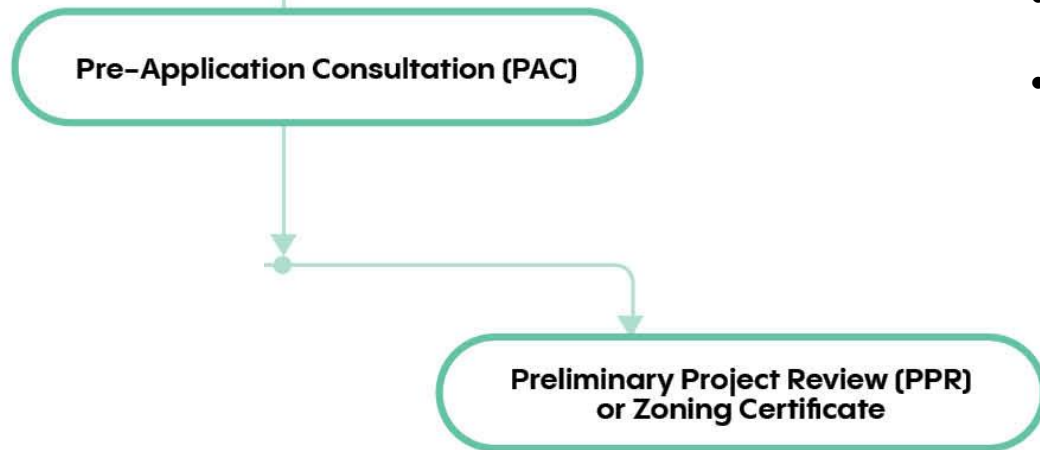 Pre-Application Consultation (PAC)
Preliminary Project Review (PPR)
or Zoning Certificate